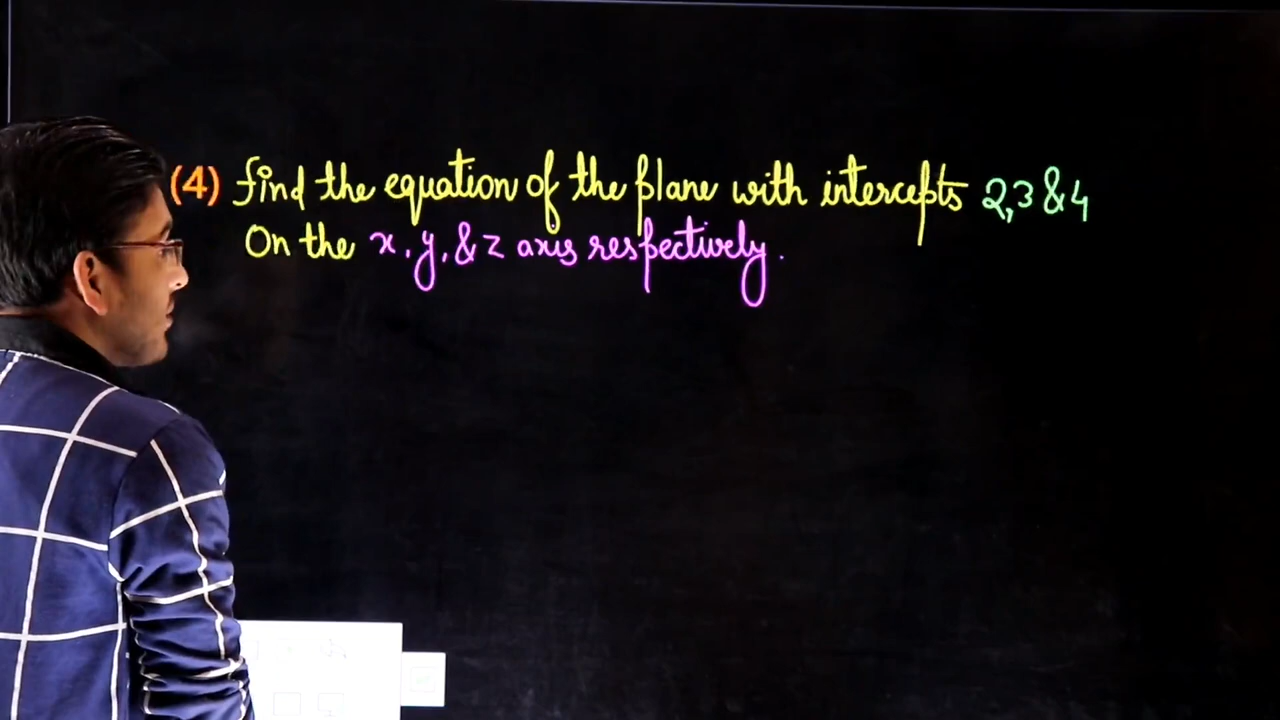 (4) Find the equation of the plane with intercepts 2,3 & 4
On the x, y, & z axis respectively.